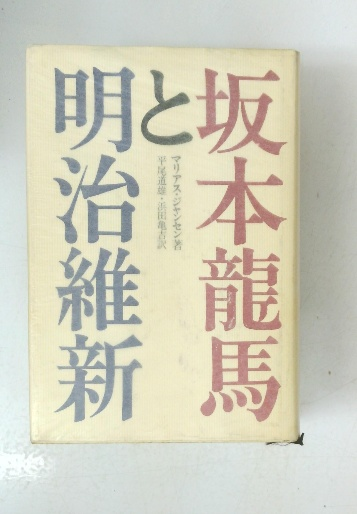 坂本龍馬
と
明治維新
マリアス・ジャンセン著
平尾道雄・浜田亀吉訳